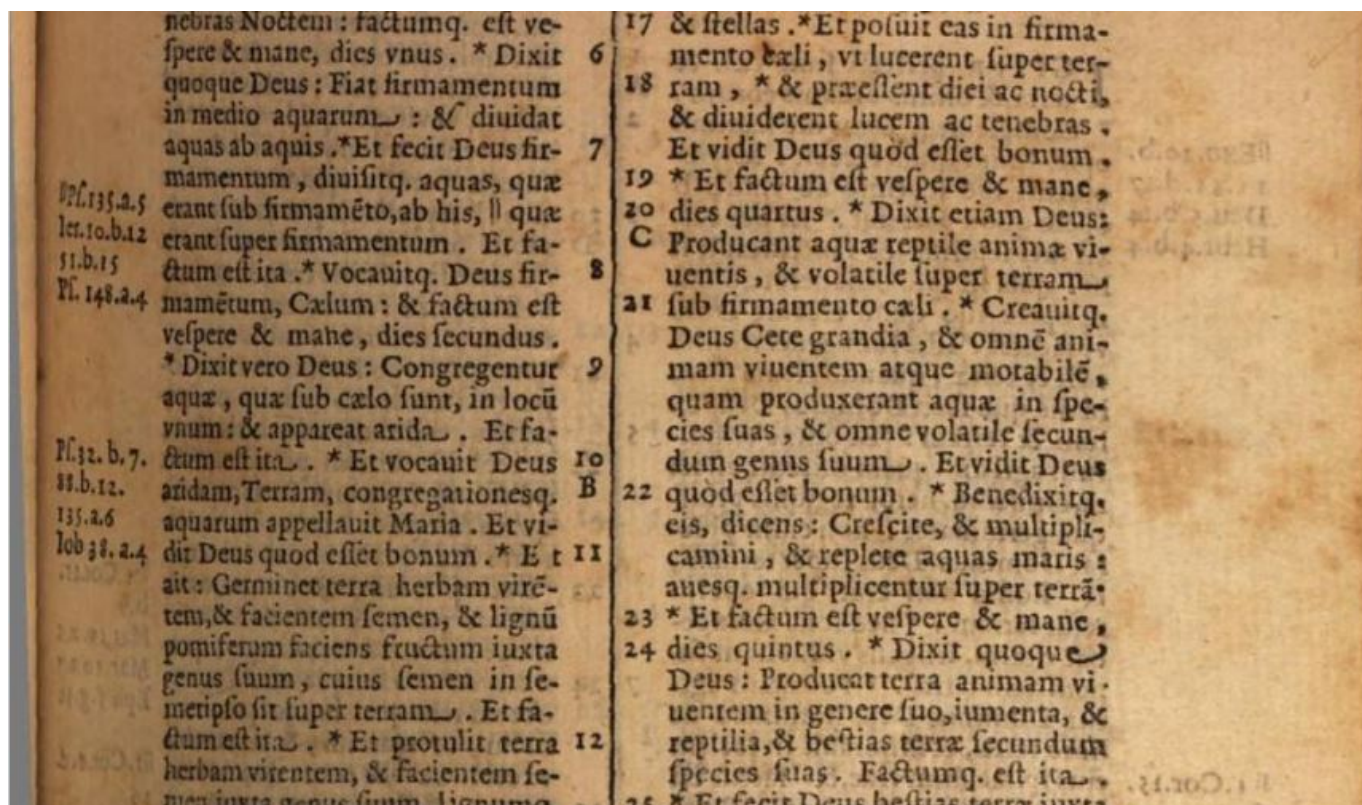 nebras Noctem : factumq. est ve-
ſpere & mane, dies vnus. * Dixit 6
quoque Deus : Fiat firmamentum
in medio aquarum : & diuidat
aquas ab aquis .*Et fecit Deus fir- 7
mamentum , diuiſitq. aquas, quæ
‖Pſ.135.a.5 erant ſub firmamēto,ab his, ‖ quæ
Ier.10.b.12 erant ſuper firmamentum . Et fa-
51.b.15 ctum eſt ita .* Vocauitq. Deus fir- 8
Pſ. 148.a.4 mamētum, Cælum : & factum eſt
veſpere & mane , dies ſecundus .
* Dixit vero Deus : Congregentur 9
aquæ , quæ ſub cælo ſunt, in locū
vnum : & appareat arida . Et fa-
Pſ.32. b.7. ctum eſt ita . * Et vocauit Deus 10
88.b.12. aridam,Terram, congregationesq. B
135.a.6 aquarum appellauit Maria . Et vi-
Iob 38. a.4 dit Deus quod eſſet bonum .* E t 11
ait : Germinet terra herbam virē-
tem,& facientem ſemen, & lignū
pomiferum faciens fructum iuxta
genus ſuum , cuius ſemen in ſe-
metipſo ſit ſuper terram . Et fa-
ctum eſt ita . * Et protulit terra 12
herbam virentem, & facientem ſe-
17 & ſtellas .*Et poſuit eas in firma-
mento cæli , vt lucerent ſuper ter-
18 ram , * & præeſſent diei ac nocti,
& diuiderent lucem ac tenebras .
Et vidit Deus quòd eſſet bonum .
19 * Et factum eſt veſpere & mane ,
20 dies quartus . * Dixit etiam Deus:
C Producant aquæ reptile animæ vi-
uentis , & volatile ſuper terram
21 ſub firmamento cæli . * Creauitq.
Deus Cete grandia , & omnē ani-
mam viuentem atque motabilē ,
quam produxerant aquæ in ſpe-
cies ſuas , & omne volatile ſecun-
dum genus ſuum . Et vidit Deus
22 quòd eſſet bonum . * Benedixitq.
eis, dicens : Creſcite, & multipli-
camini , & replete aquas maris :
auesq. multiplicentur ſuper terrā.
23 * Et factum eſt veſpere & mane ,
24 dies quintus . * Dixit quoque
Deus : Producat terra animam vi-
uentem in genere ſuo,iumenta, &
reptilia,& beſtias terræ ſecundum
ſpecies ſuas . Factumq. eſt ita .
25 * Et fecit Deus beſtias terræ iuxta